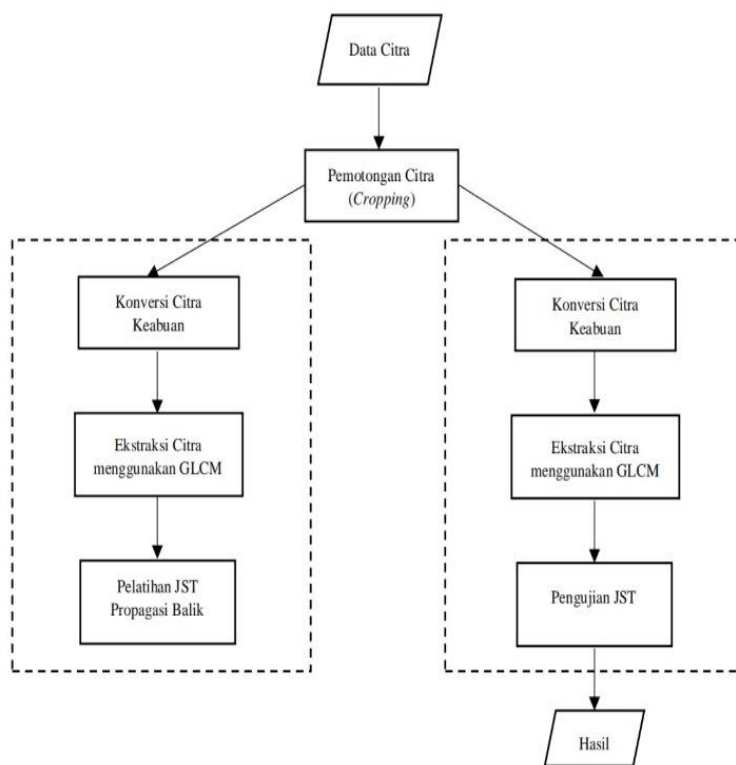 Data Citra
Pemotongan Citra
(Cropping)
Konversi Citra
Keabuan
Ekstraksi Citra
menggunakan GLCM
Pelatihan JST
Propagasi Balik
Konversi Citra
Keabuan
Ekstraksi Citra
menggunakan GLCM
Pengujian JST
Hasil